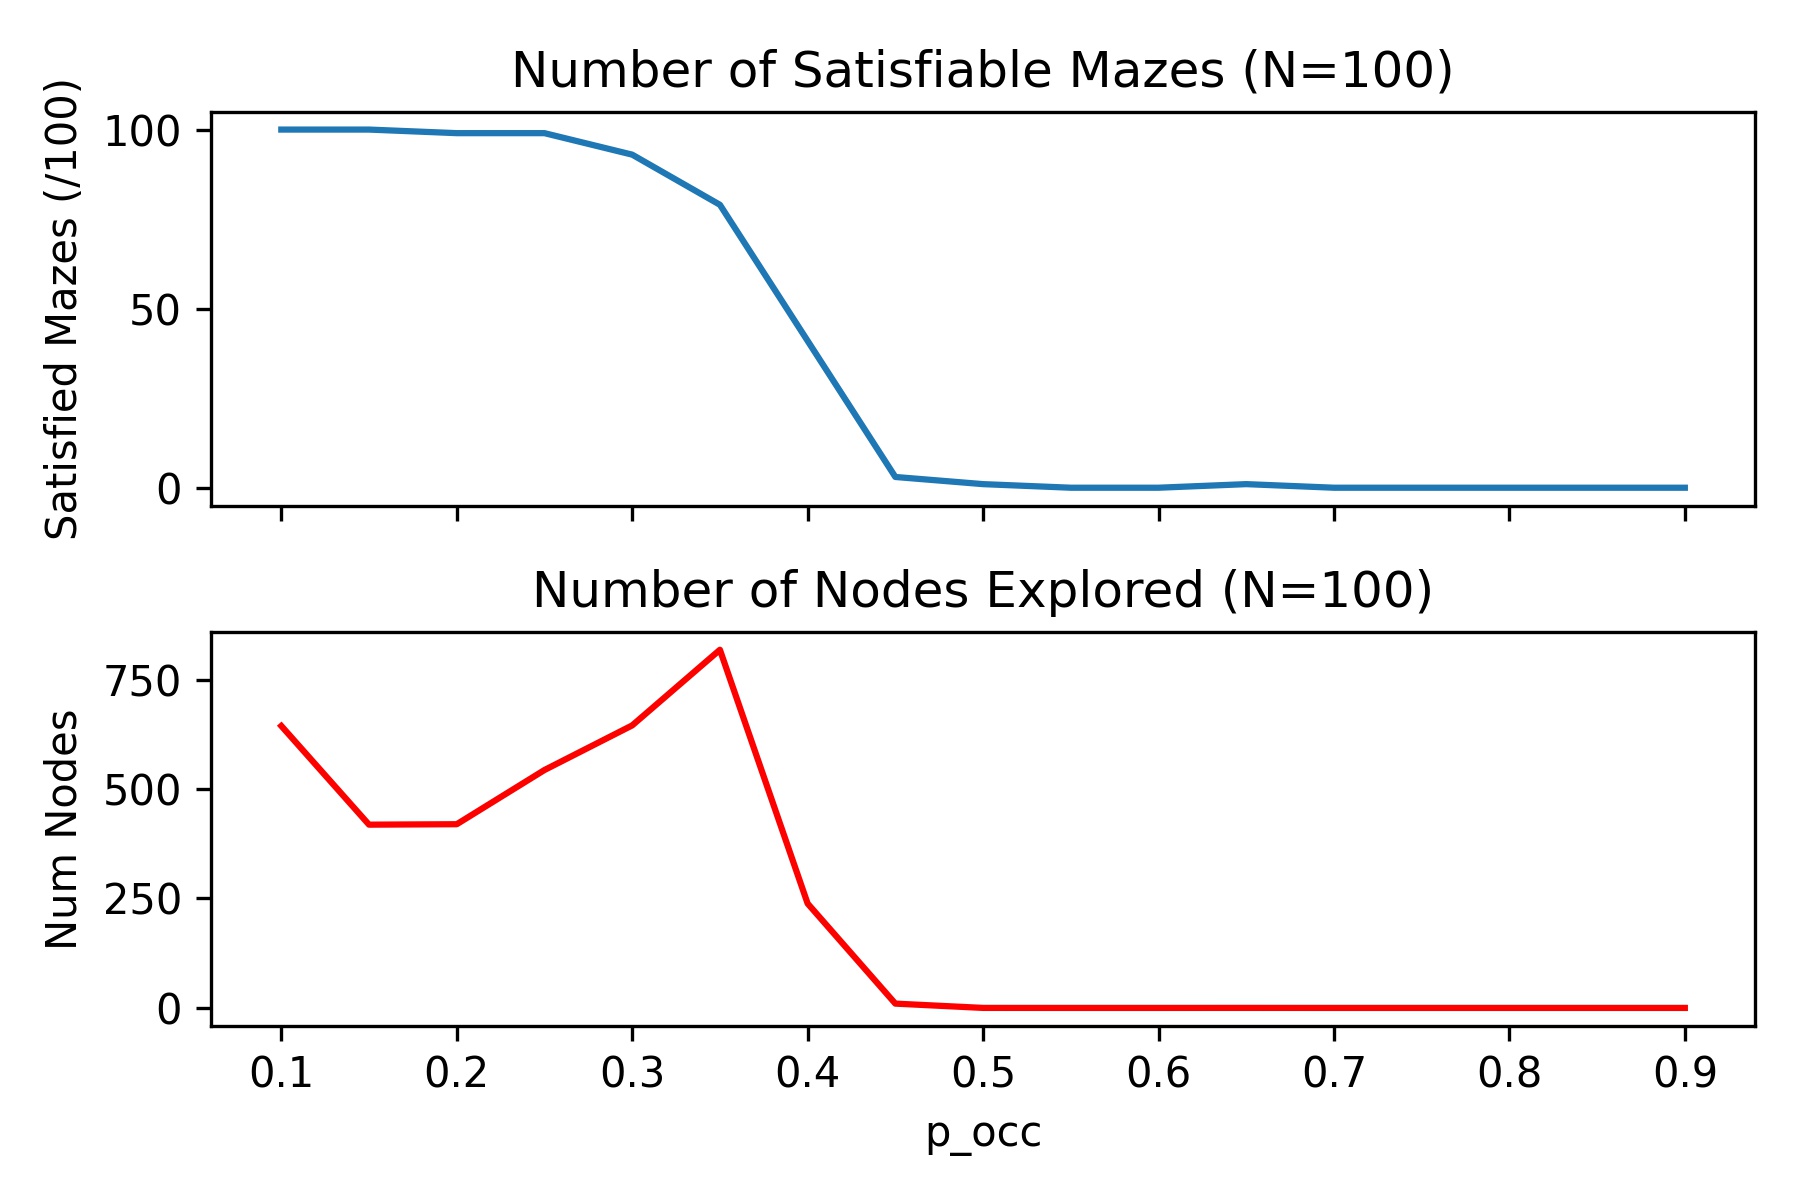 Number of Satisfiable Mazes (N=100)
Satisfied Mazes (/100)
100
50
0
Number of Nodes Explored (N=100)
Num Nodes
750
500
250
0
0.1 0.2 0.3 0.4 0.5 0.6 0.7 0.8 0.9
p_occ